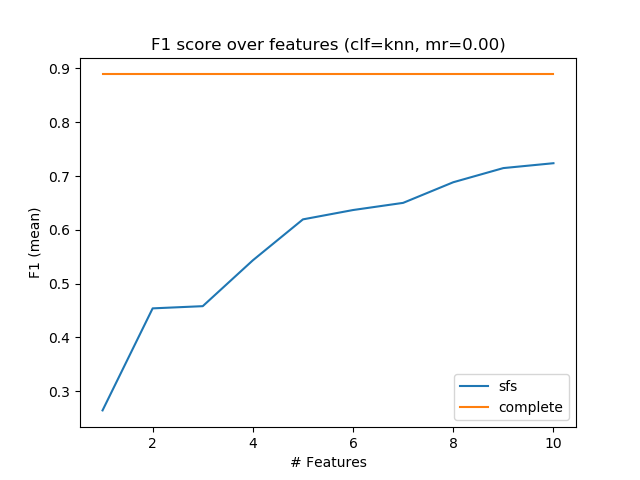 F1 score over features (clf=knn, mr=0.00)
0.9
0.8
0.7
0.6
0.5
0.4
0.3
F1 (mean)
2 4 6 8 10
# Features
sfs
complete